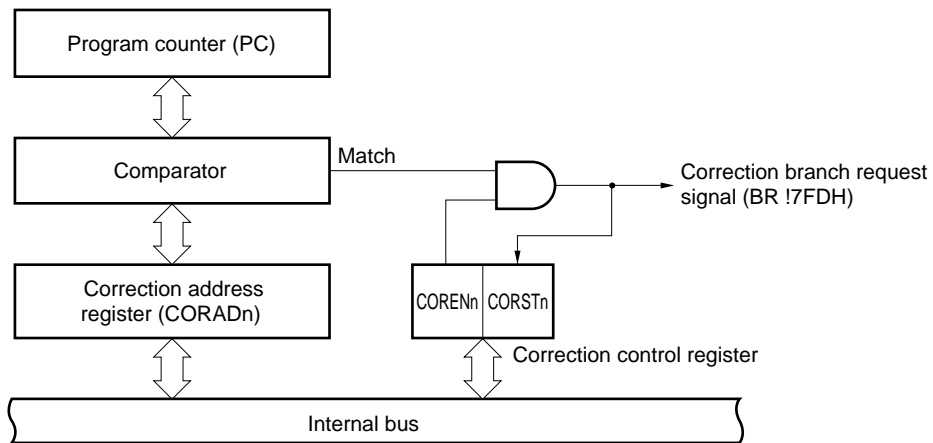 Program counter (PC)
Comparator
Match
Correction branch request
signal (BR !7FDH)
Correction address
register (CORADn)
CORENn
CORSTn
Correction control register
Internal bus